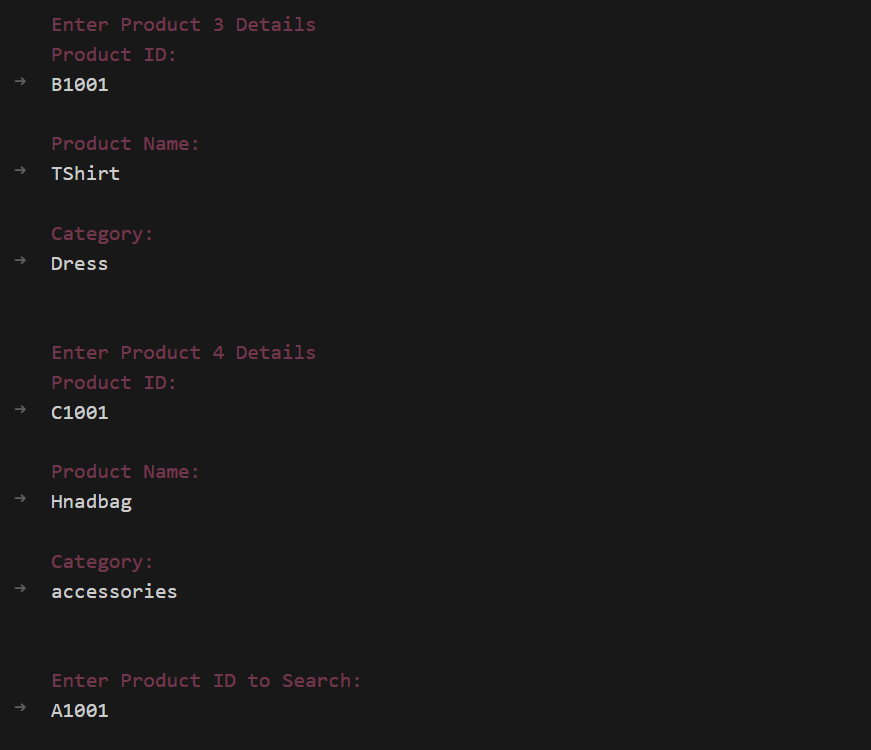 Enter Product 3 Details
Product ID:
→ B1001
Product Name:
→ TShirt
Category:
→ Dress
Enter Product 4 Details
Product ID:
→ C1001
Product Name:
→ Hnadbag
Category:
→ accessories
Enter Product ID to Search:
→ A1001